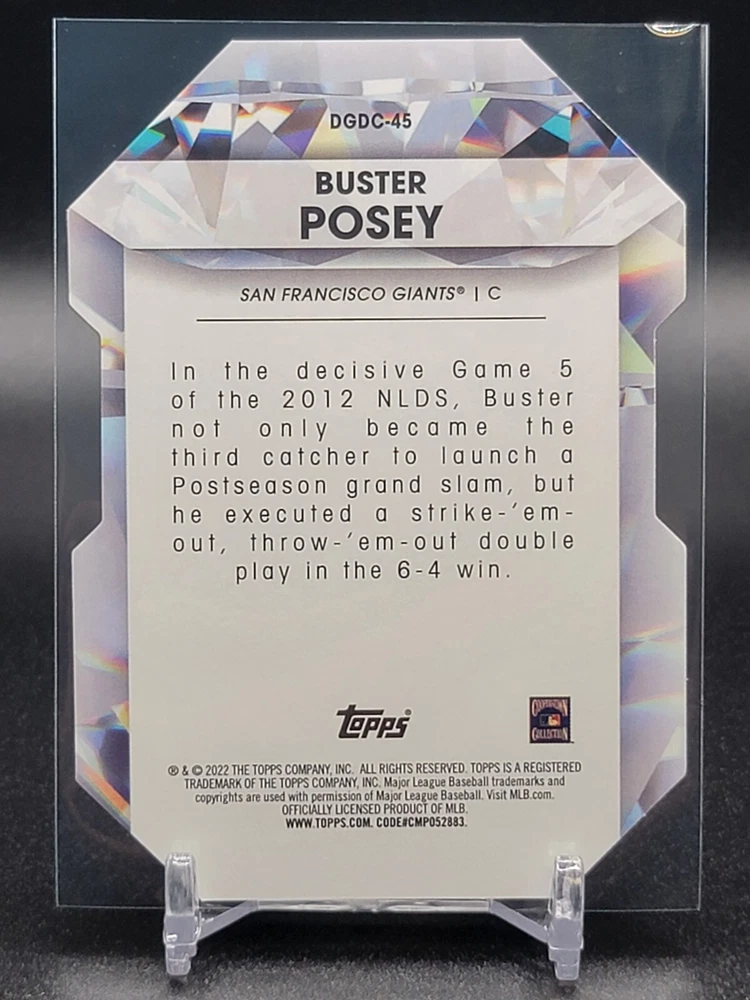 DGDC-45
BUSTER
POSEY
SAN FRANCISCO GIANTS® | C
In the decisive Game 5
of the 2012 NLDS, Buster
not only became the
third catcher to launch a
Postseason grand slam, but
he executed a strike-'em-
out, throw-'em-out double
play in the 6-4 win.
topps®
COOPERSTOWN
COLLECTION
® & © 2022 THE TOPPS COMPANY, INC. ALL RIGHTS RESERVED. TOPPS IS A REGISTERED
TRADEMARK OF THE TOPPS COMPANY, INC. Major League Baseball trademarks and
copyrights are used with permission of Major League Baseball. Visit MLB.com.
OFFICIALLY LICENSED PRODUCT OF MLB.
WWW.TOPPS.COM. CODE#CMP052883.